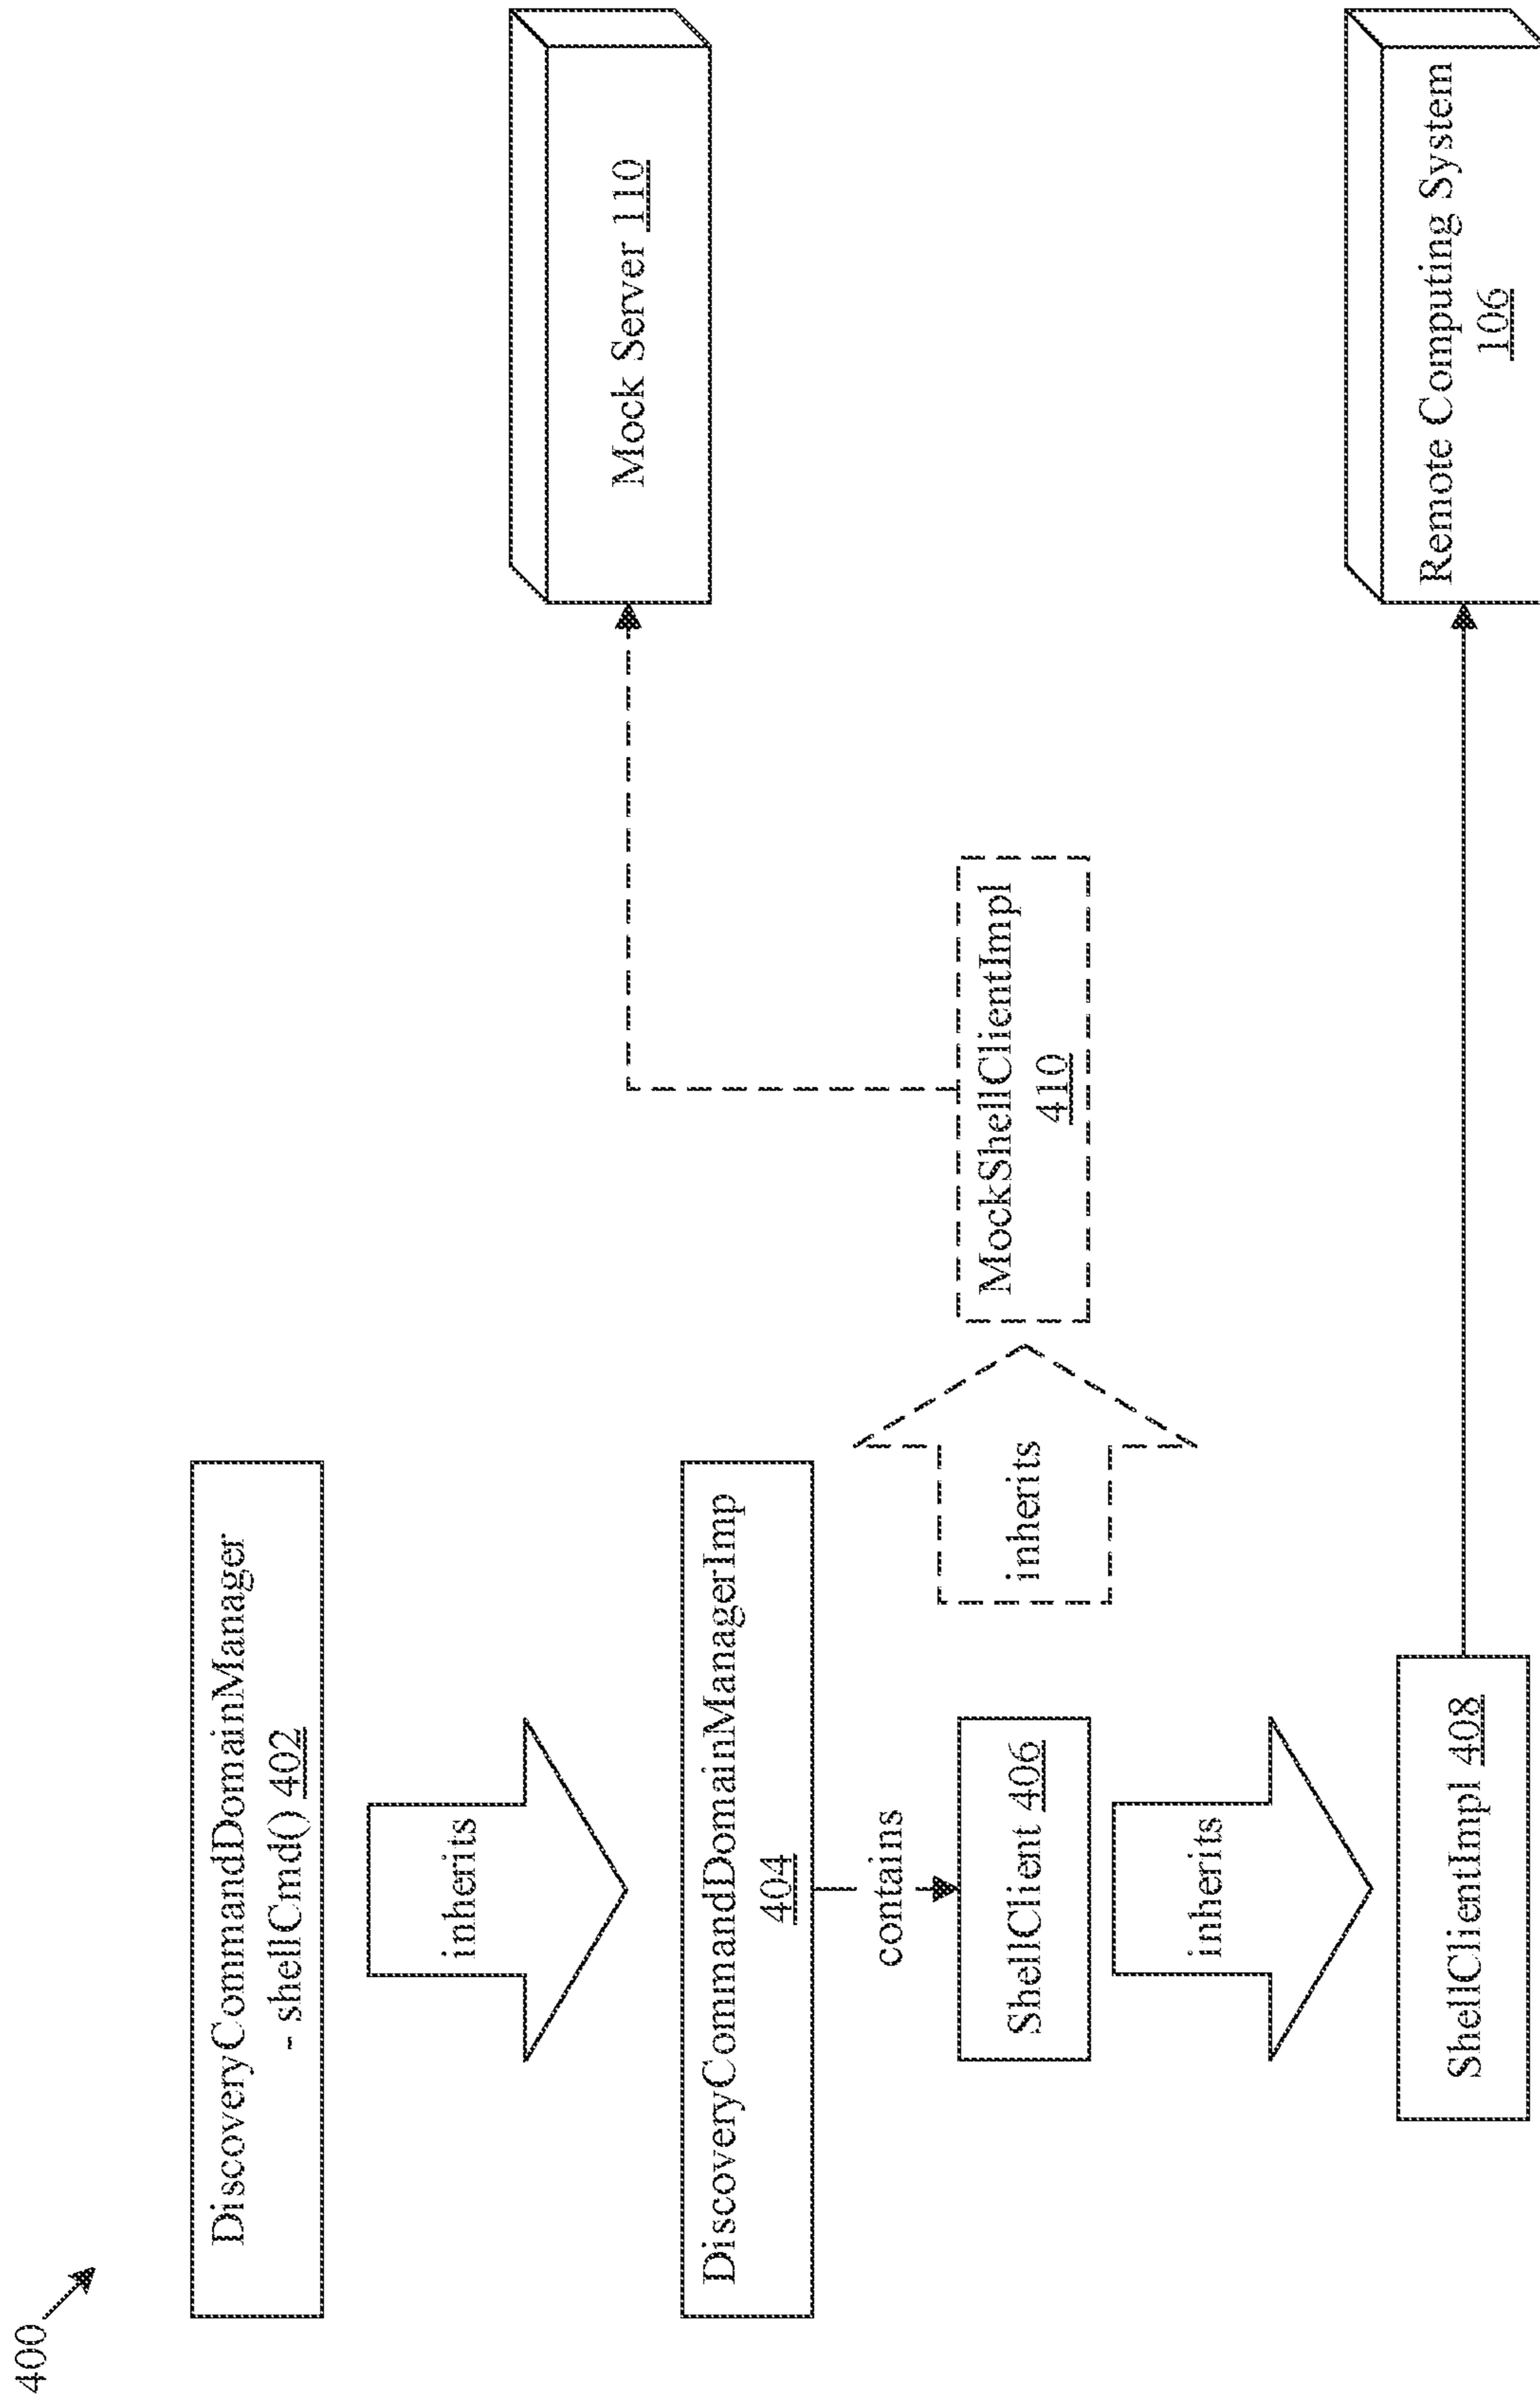 400
DiscoveryCommandDomainManager
- shellCmd() 402
inherits
DiscoveryCommandDomainManagerImp
404
contains
ShellClient 406
inherits
MockShellClientImpl
410
inherits
ShellClientImpl 408
Mock Server 110
Remote Computing System
106